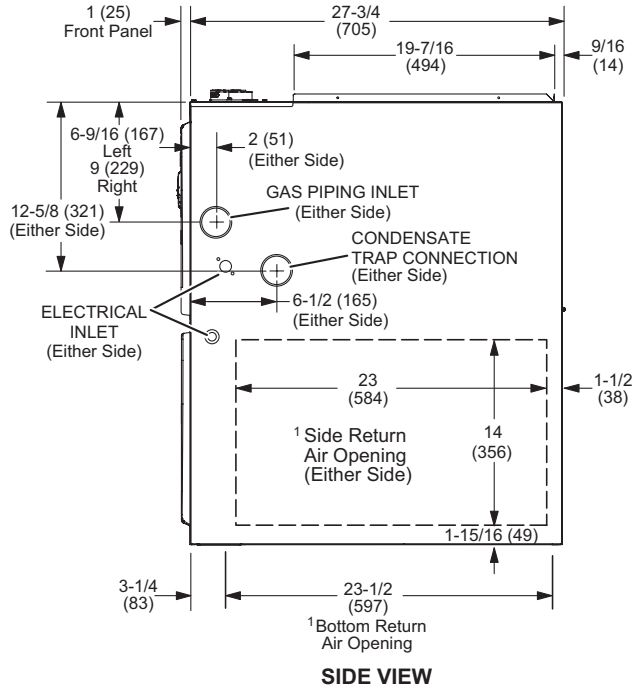 1 (25)
Front Panel
27-3/4
(705)
19-7/16
(494)
9/16
(14)
6-9/16 (167)
Left
9 (229)
Right
2 (51)
(Either Side)
12-5/8 (321)
(Either Side)
GAS PIPING INLET
(Either Side)
CONDENSATE
TRAP CONNECTION
(Either Side)
6-1/2 (165)
(Either Side)
ELECTRICAL
INLET
(Either Side)
23
(584)
1-1/2
(38)
1 Side Return
Air Opening
(Either Side)
14
(356)
1-15/16 (49)
3-1/4
(83)
23-1/2
(597)
1 Bottom Return
Air Opening
SIDE VIEW